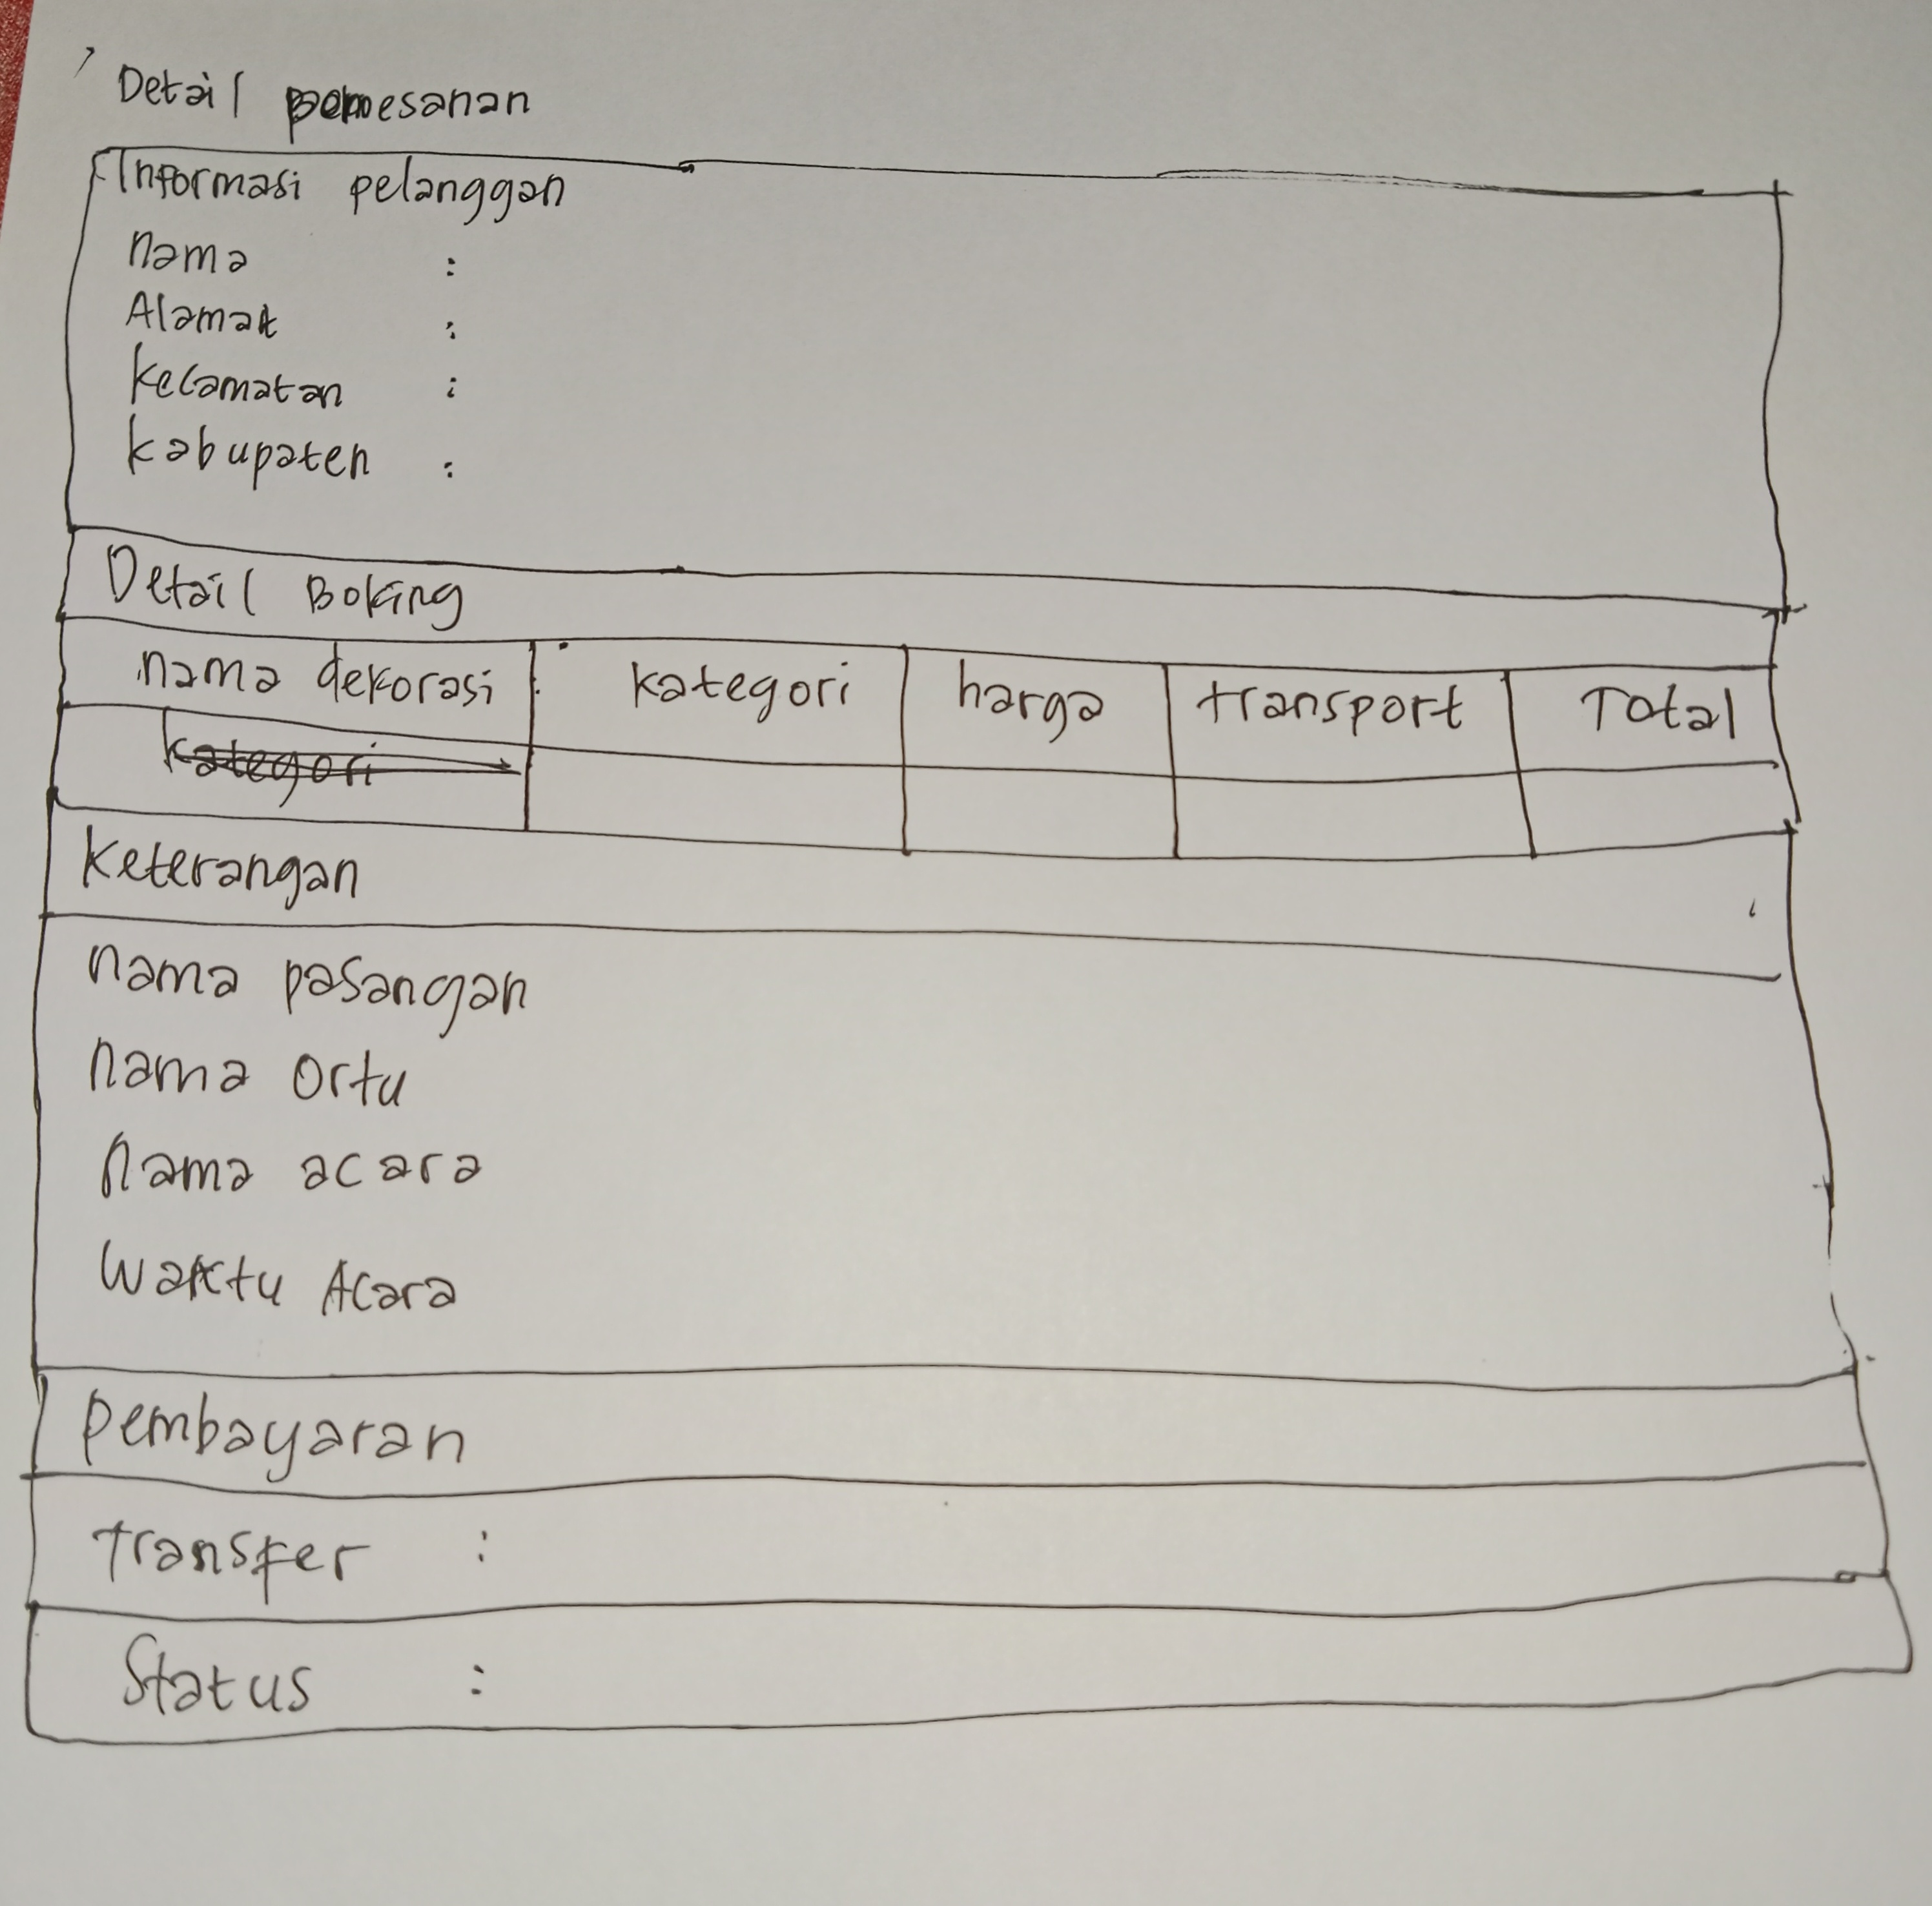 Detail pemesanan
Informasi pelanggan
nama :
Alamat :
Kecamatan :
kabupaten :
Detail Boking
nama dekorasi kategori harga transport Total
kategori
Keterangan
nama pasangan
nama ortu
nama acara
waktu Acara
pembayaran
transfer :
Status :